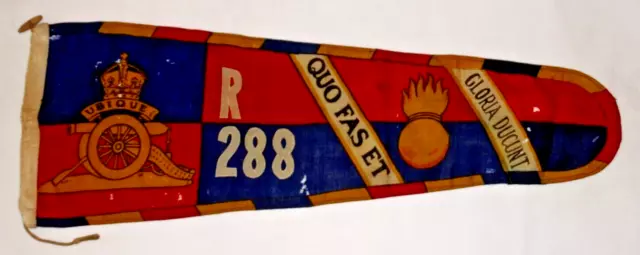 UBIQUE
R
288
QUO FAS ET
GLORIA DUCUNT